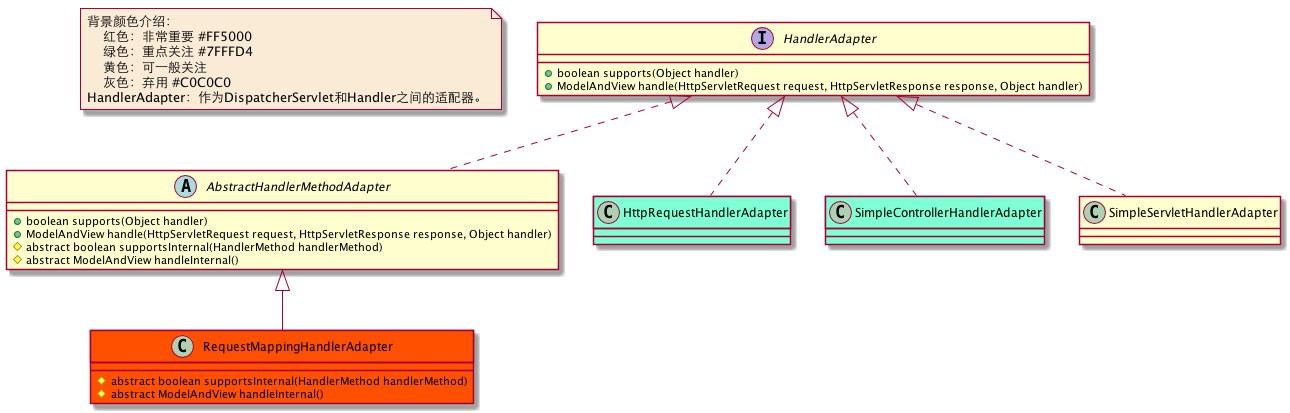 背景颜色介绍：
红色：非常重要 #FF5000
绿色：重点关注 #7FFFD4
黄色：可一般关注
灰色：弃用 #C0C0C0
HandlerAdapter：作为DispatcherServlet和Handler之间的适配器。
I HandlerAdapter
boolean supports(Object handler)
ModelAndView handle(HttpServletRequest request, HttpServletResponse response, Object handler)
A AbstractHandlerMethodAdapter
boolean supports(Object handler)
ModelAndView handle(HttpServletRequest request, HttpServletResponse response, Object handler)
abstract boolean supportsInternal(HandlerMethod handlerMethod)
abstract ModelAndView handleInternal()
C HttpRequestHandlerAdapter
C SimpleControllerHandlerAdapter
C SimpleServletHandlerAdapter
C RequestMappingHandlerAdapter
abstract boolean supportsInternal(HandlerMethod handlerMethod)
abstract ModelAndView handleInternal()